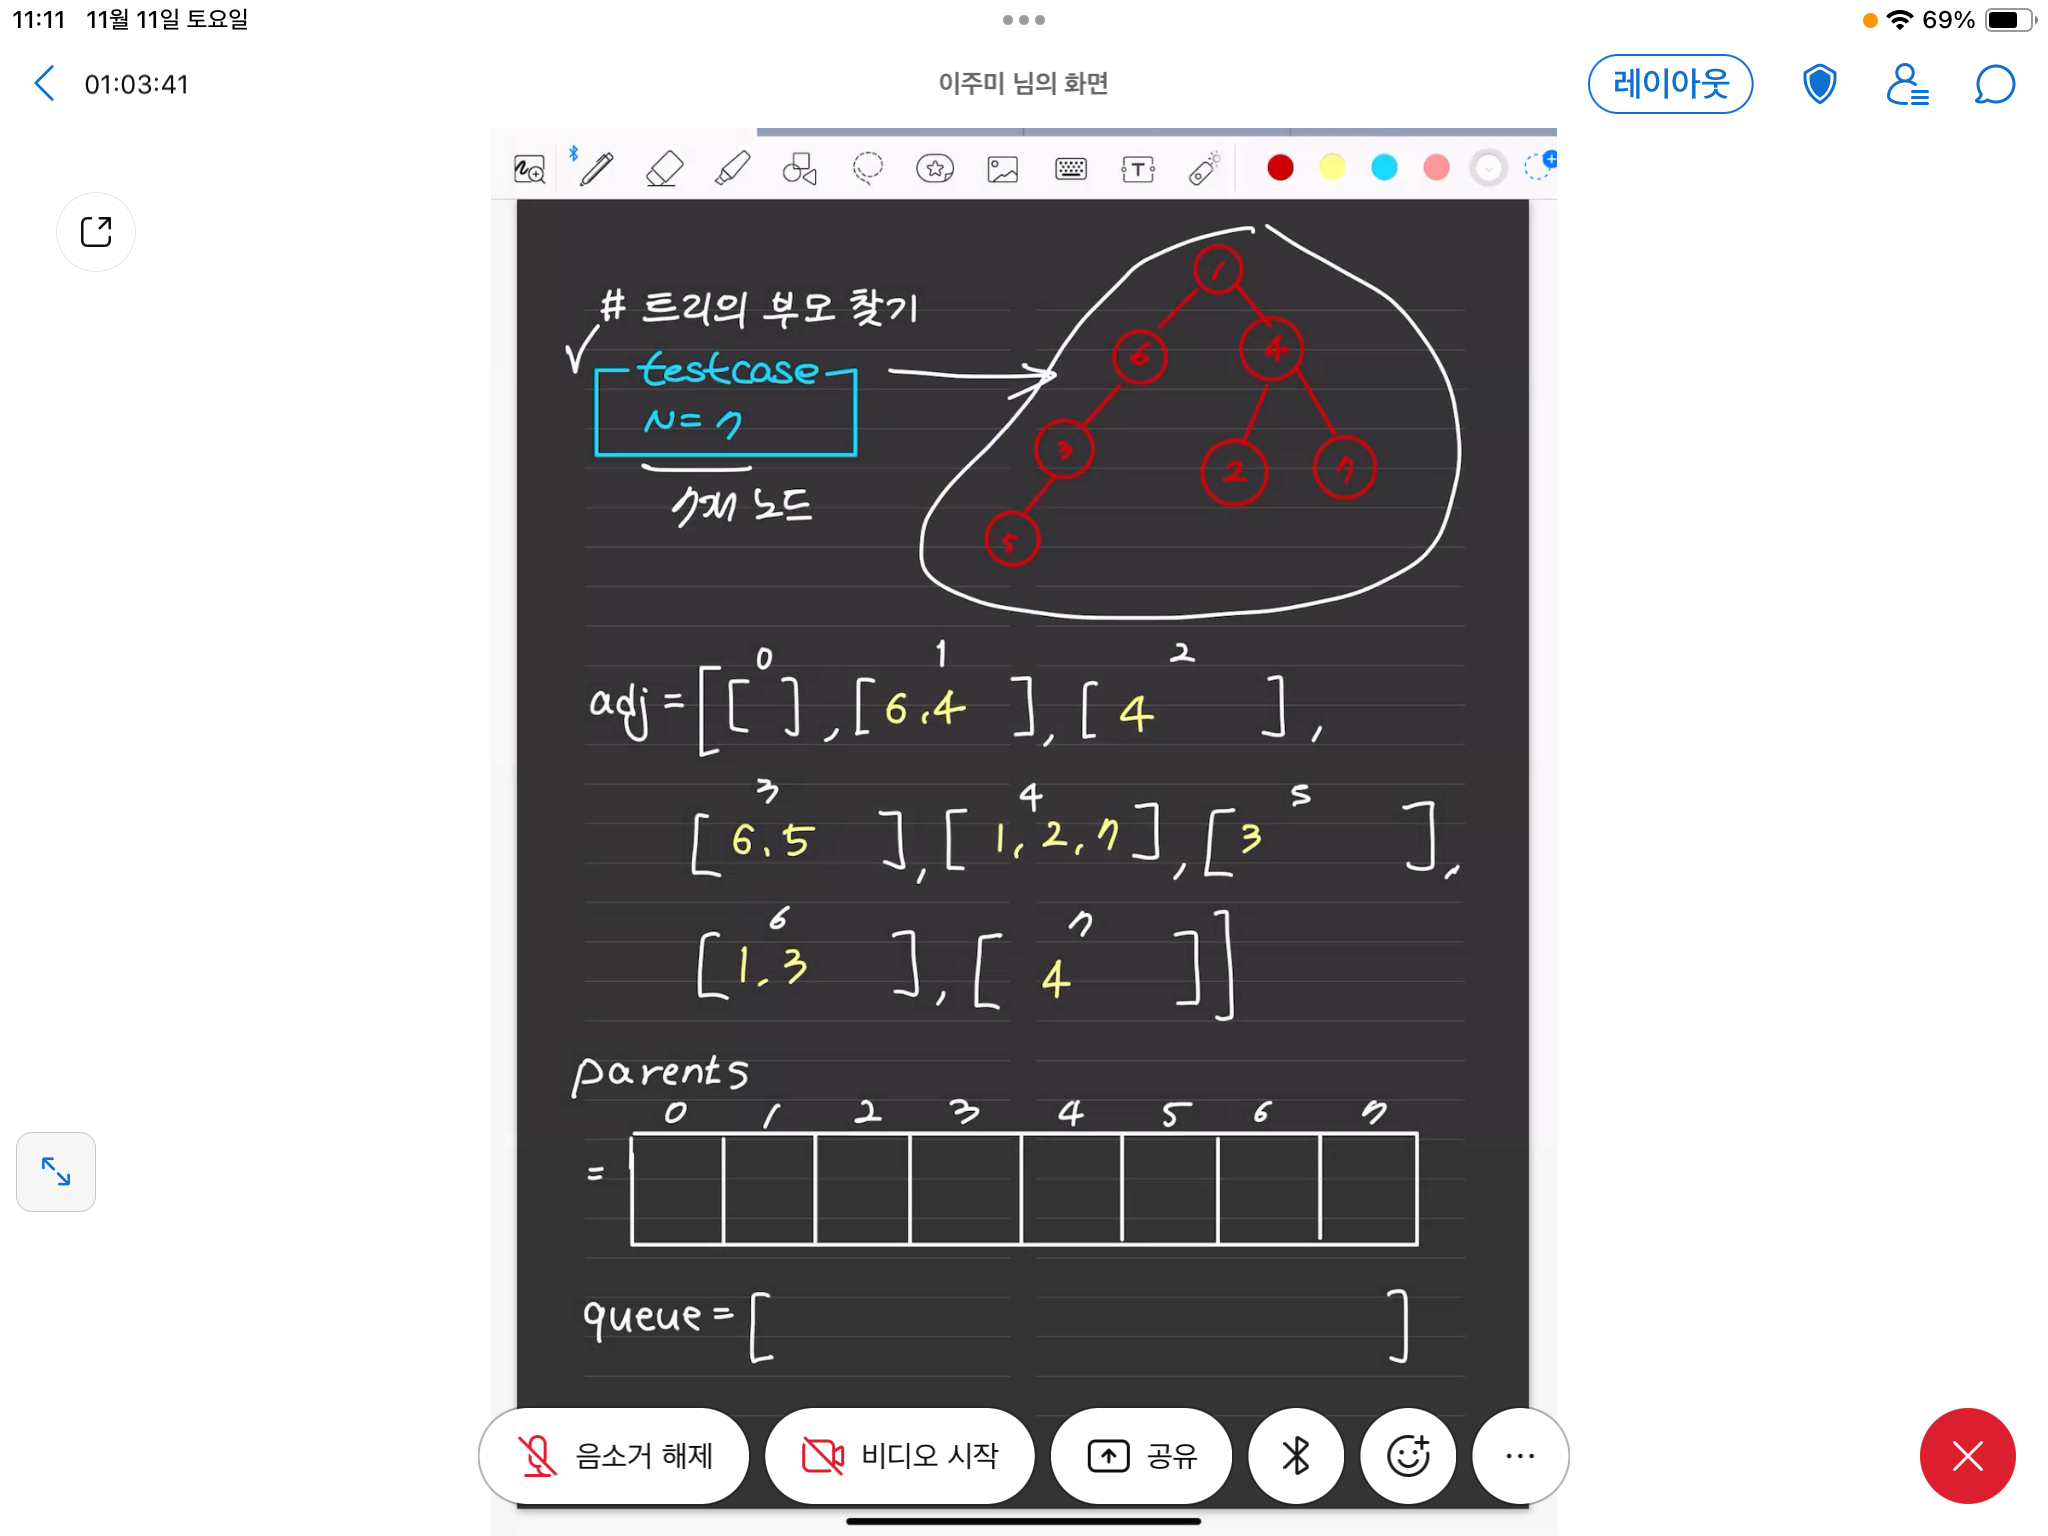 11:11 11월 11일 토요일
69%
01:03:41
이주미 님의 화면
레이아웃
T
# 트리의 부모 찾기
testcase
N = 7
7개 노드
1
6 4
3 2 7
5
0 1 2
adj = [[ ], [6,4 ], [ 4 ],
3 4 5
[ 6,5 ], [ 1, 2, 7 ], [ 3 ],
6 7
[ 1, 3 ], [ 4 ]]
parents
0 1 2 3 4 5 6 7
=
queue = [ ]
음소거 해제 비디오 시작 공유